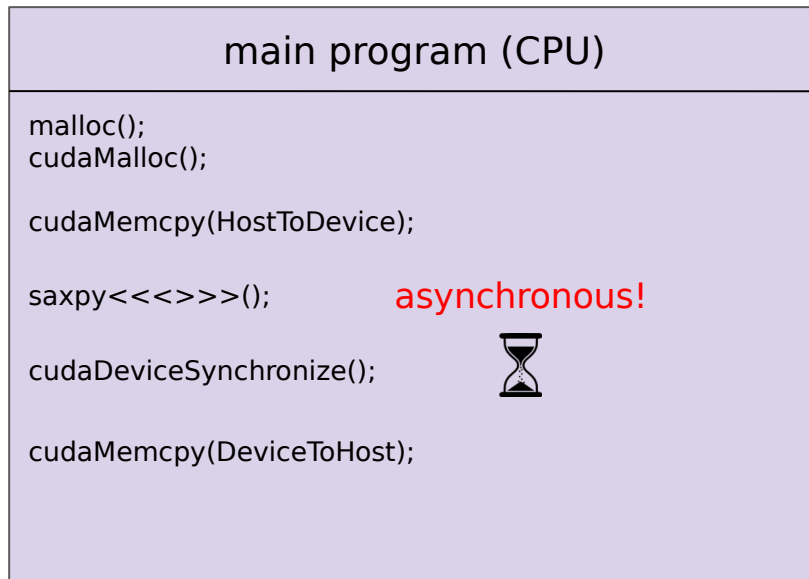 main program (CPU)
malloc();
cudaMalloc();
cudaMemcpy(HostToDevice);
saxpy<<<>>>(); asynchronous!
cudaDeviceSynchronize();
cudaMemcpy(DeviceToHost);